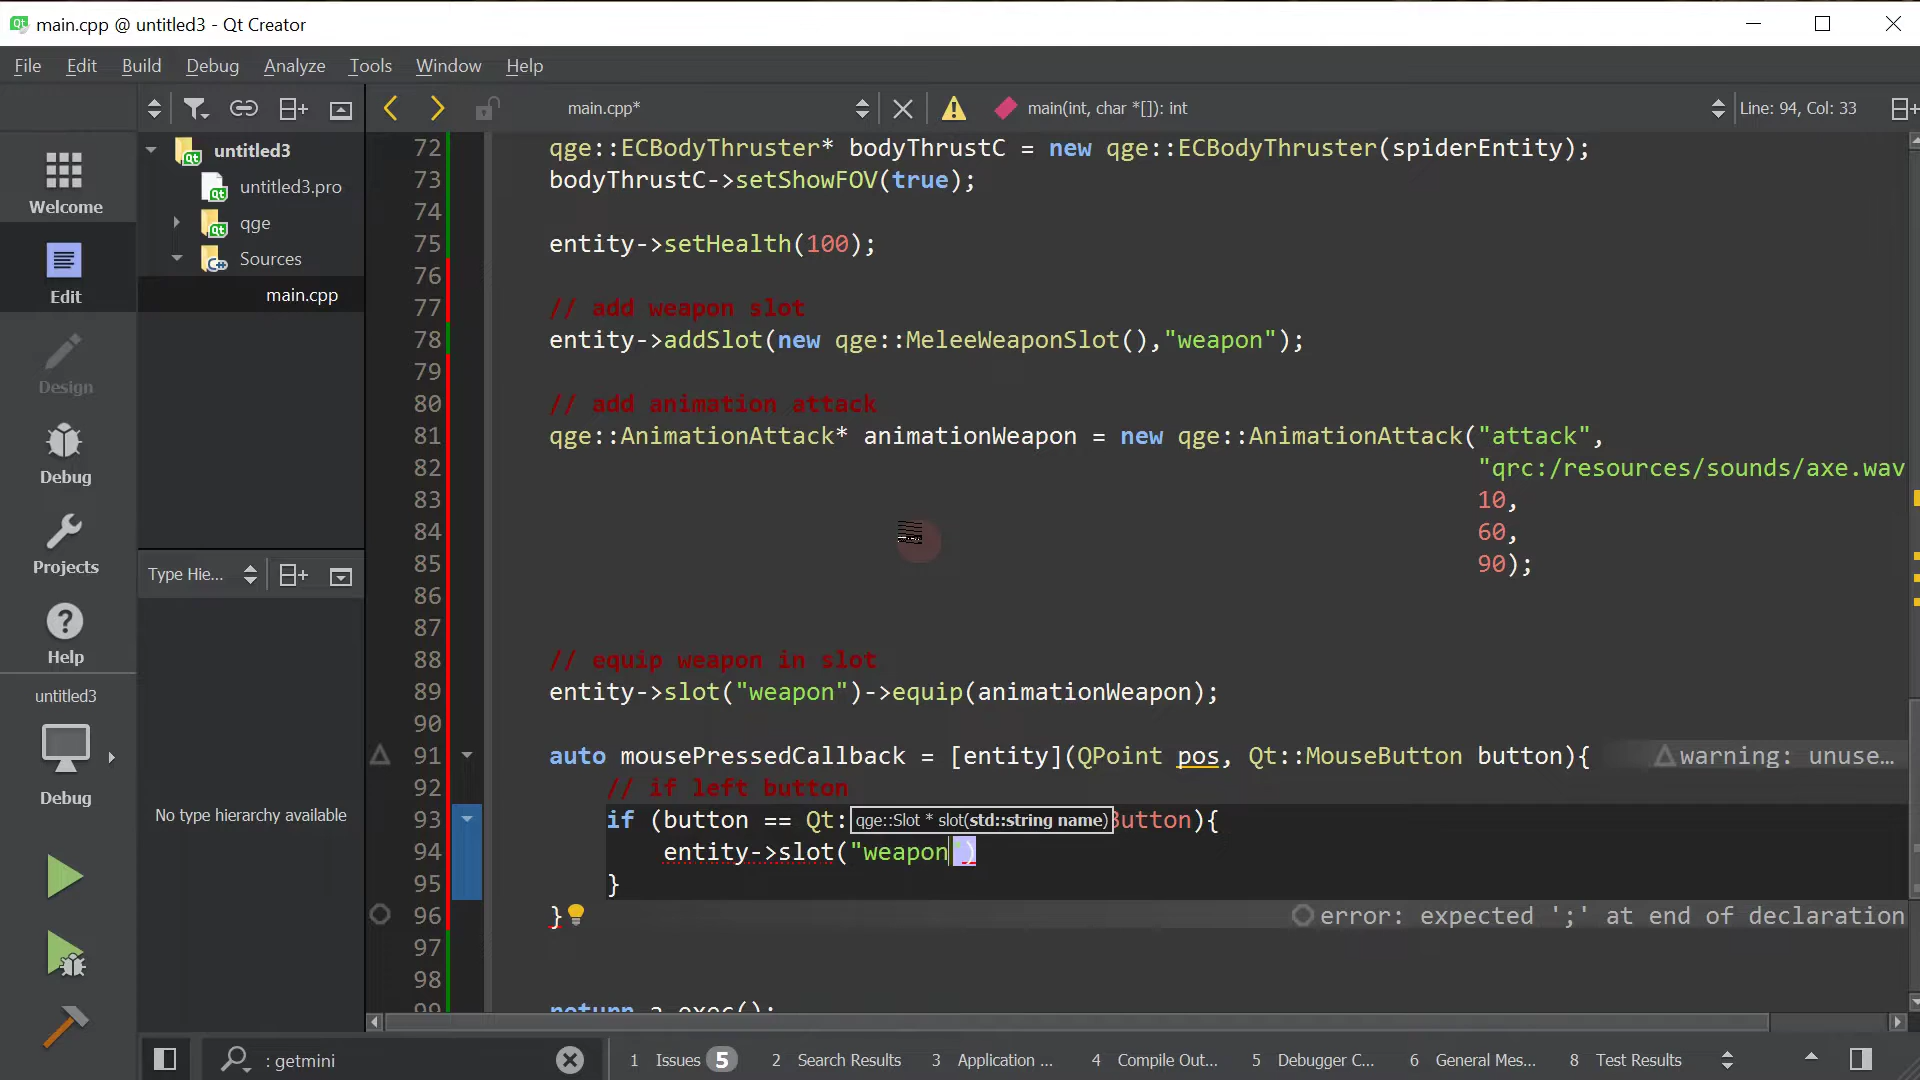 main.cpp @ untitled3 - Qt Creator
File Edit Build Debug Analyze Tools Window Help
main.cpp* main(int, char *[]): int Line: 94, Col: 33
Welcome
Edit
Design
Debug
Projects
Help
untitled3
Debug
untitled3
untitled3.pro
qge
Sources
main.cpp
Type Hie...
No type hierarchy available
72 qge::ECBodyThruster* bodyThrustC = new qge::ECBodyThruster(spiderEntity);
73 bodyThrustC->setShowFOV(true);
74
75 entity->setHealth(100);
76
77 // add weapon slot
78 entity->addSlot(new qge::MeleeWeaponSlot(),"weapon");
79
80 // add animation attack
81 qge::AnimationAttack* animationWeapon = new qge::AnimationAttack("attack",
82 "qrc:/resources/sounds/axe.wav
83 10,
84 60,
85 90);
86
87
88 // equip weapon in slot
89 entity->slot("weapon")->equip(animationWeapon);
90
91 auto mousePressedCallback = [entity](QPoint pos, Qt::MouseButton button){ warning: unuse...
92 // if left button
93 if (button == Qt: qge::Slot * slot(std::string name) Button){
94 entity->slot("weapon")
95 }
96 } error: expected ';' at end of declaration
97
98
99 return a.exec();
: getmini
1 Issues 5 2 Search Results 3 Application ... 4 Compile Out... 5 Debugger C... 6 General Mes... 8 Test Results